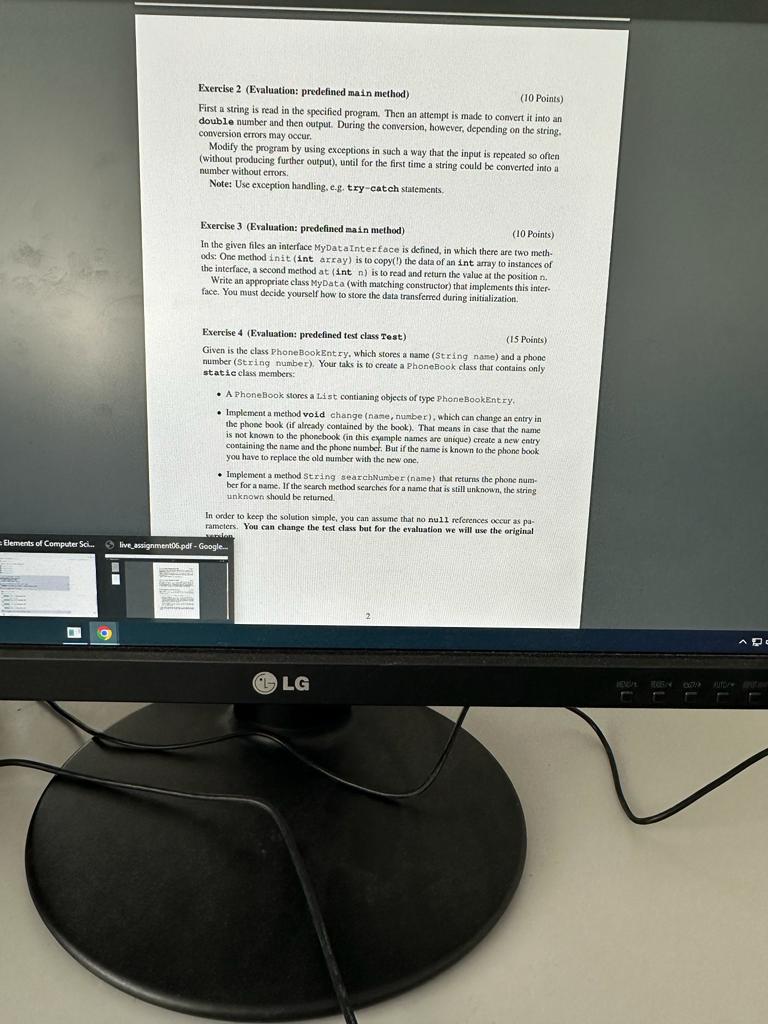 Exercise 2 (Evaluation: predefined main method) (10 Points)
First a string is read in the specified program. Then an attempt is made to convert it into an
double number and then output. During the conversion, however, depending on the string,
conversion errors may occur.
Modify the program by using exceptions in such a way that the input is repeated so often
(without producing further output), until for the first time a string could be converted into a
number without errors.
Note: Use exception handling, e.g. try-catch statements.
Exercise 3 (Evaluation: predefined main method) (10 Points)
In the given files an interface MyDataInterface is defined, in which there are two meth-
ods: One method init(int array) is to copy(!) the data of an int array to instances of
the interface, a second method at (int n) is to read and return the value at the position n.
Write an appropriate class MyData (with matching constructor) that implements this inter-
face. You must decide yourself how to store the data transferred during initialization.
Exercise 4 (Evaluation: predefined test class Test) (15 Points)
Given is the class PhoneBookEntry, which stores a name (String name) and a phone
number (String number). Your taks is to create a PhoneBook class that contains only
static class members:
• A PhoneBook stores a List contianing objects of type PhoneBookEntry.
• Implement a method void change(name,number), which can change an entry in
the phone book (if already contained by the book). That means in case that the name
is not known to the phonebook (in this example names are unique) create a new entry
containing the name and the phone number. But if the name is known to the phone book
you have to replace the old number with the new one.
• Implement a method String searchNumber(name) that returns the phone num-
ber for a name. If the search method searches for a name that is still unknown, the string
unknown should be returned.
In order to keep the solution simple, you can assume that no null references occur as pa-
rameters. You can change the test class but for the evaluation we will use the original
version.
: Elements of Computer Sci... live_assignment06.pdf - Google...
2
LG
MENU
AUTO